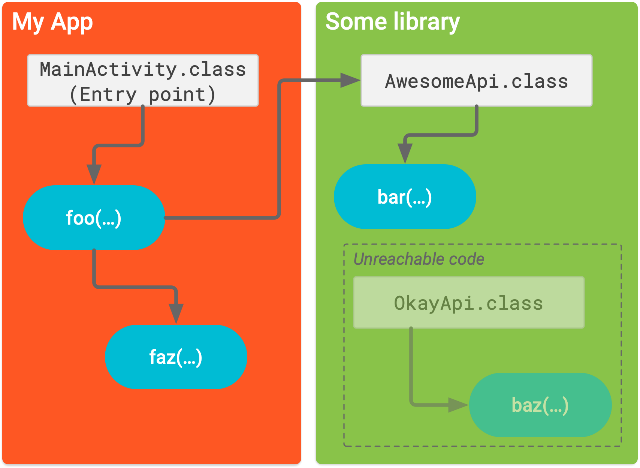 My App
MainActivity.class
(Entry point)
foo(…)
faz(…)
Some library
AwesomeApi.class
bar(…)
Unreachable code
OkayApi.class
baz(…)